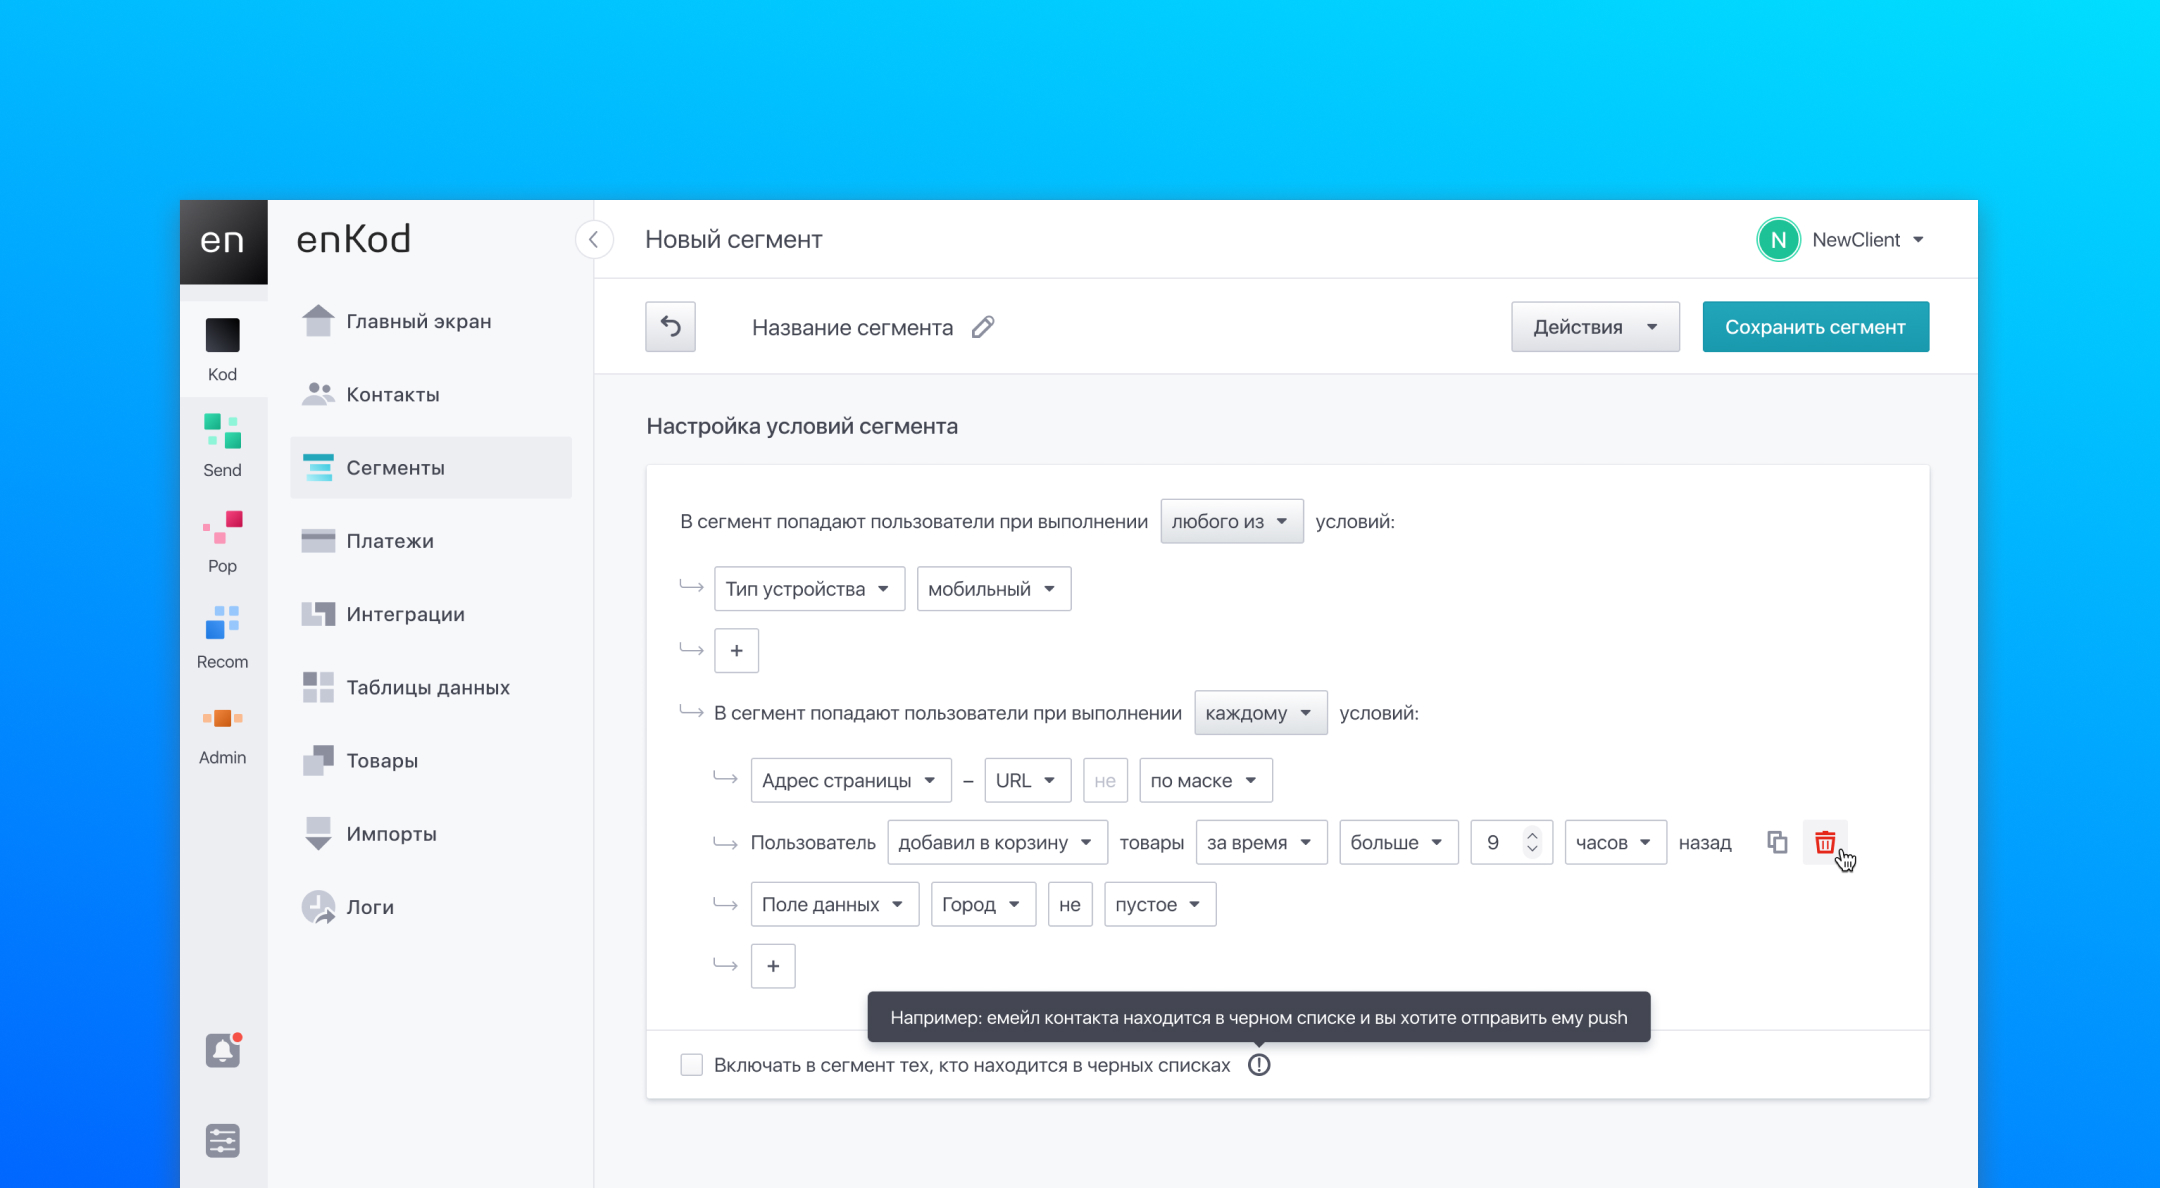 en
enKod
Новый сегмент
N
NewClient
Kod
Send
Pop
Recom
Admin
Главный экран
Контакты
Сегменты
Платежи
Интеграции
Таблицы данных
Товары
Импорты
Логи
Название сегмента
Действия
Сохранить сегмент
Настройка условий сегмента
В сегмент попадают пользователи при выполнении любого из условий:
Тип устройства мобильный
+
В сегмент попадают пользователи при выполнении каждому условий:
Адрес страницы – URL не по маске
Пользователь добавил в корзину товары за время больше 9 часов назад
Поле данных Город не пустое
+
Например: емейл контакта находится в черном списке и вы хотите отправить ему push
Включать в сегмент тех, кто находится в черных списках